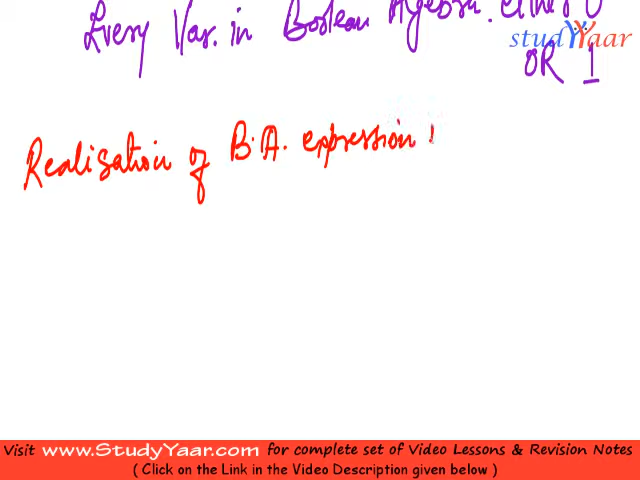 Every Var. in Boolean Algebra. either 0
studYYaar
OR 1
Realisation of B.A. expression
Visit www.StudyYaar.com for complete set of Video Lessons & Revision Notes
( Click on the Link in the Video Description given below )